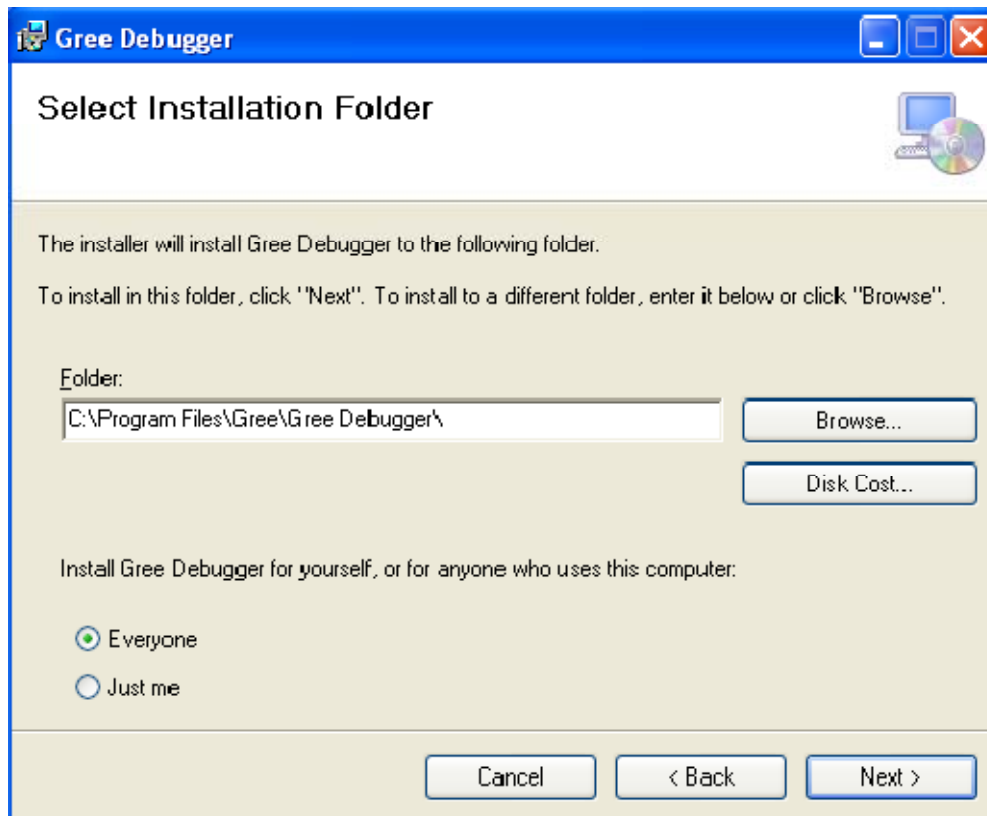 Gree Debugger
Select Installation Folder
The installer will install Gree Debugger to the following folder.
To install in this folder, click "Next". To install to a different folder, enter it below or click "Browse".
Folder:
C:\Program Files\Gree\Gree Debugger\
Browse...
Disk Cost...
Install Gree Debugger for yourself, or for anyone who uses this computer:
Everyone
Just me
Cancel
< Back
Next >